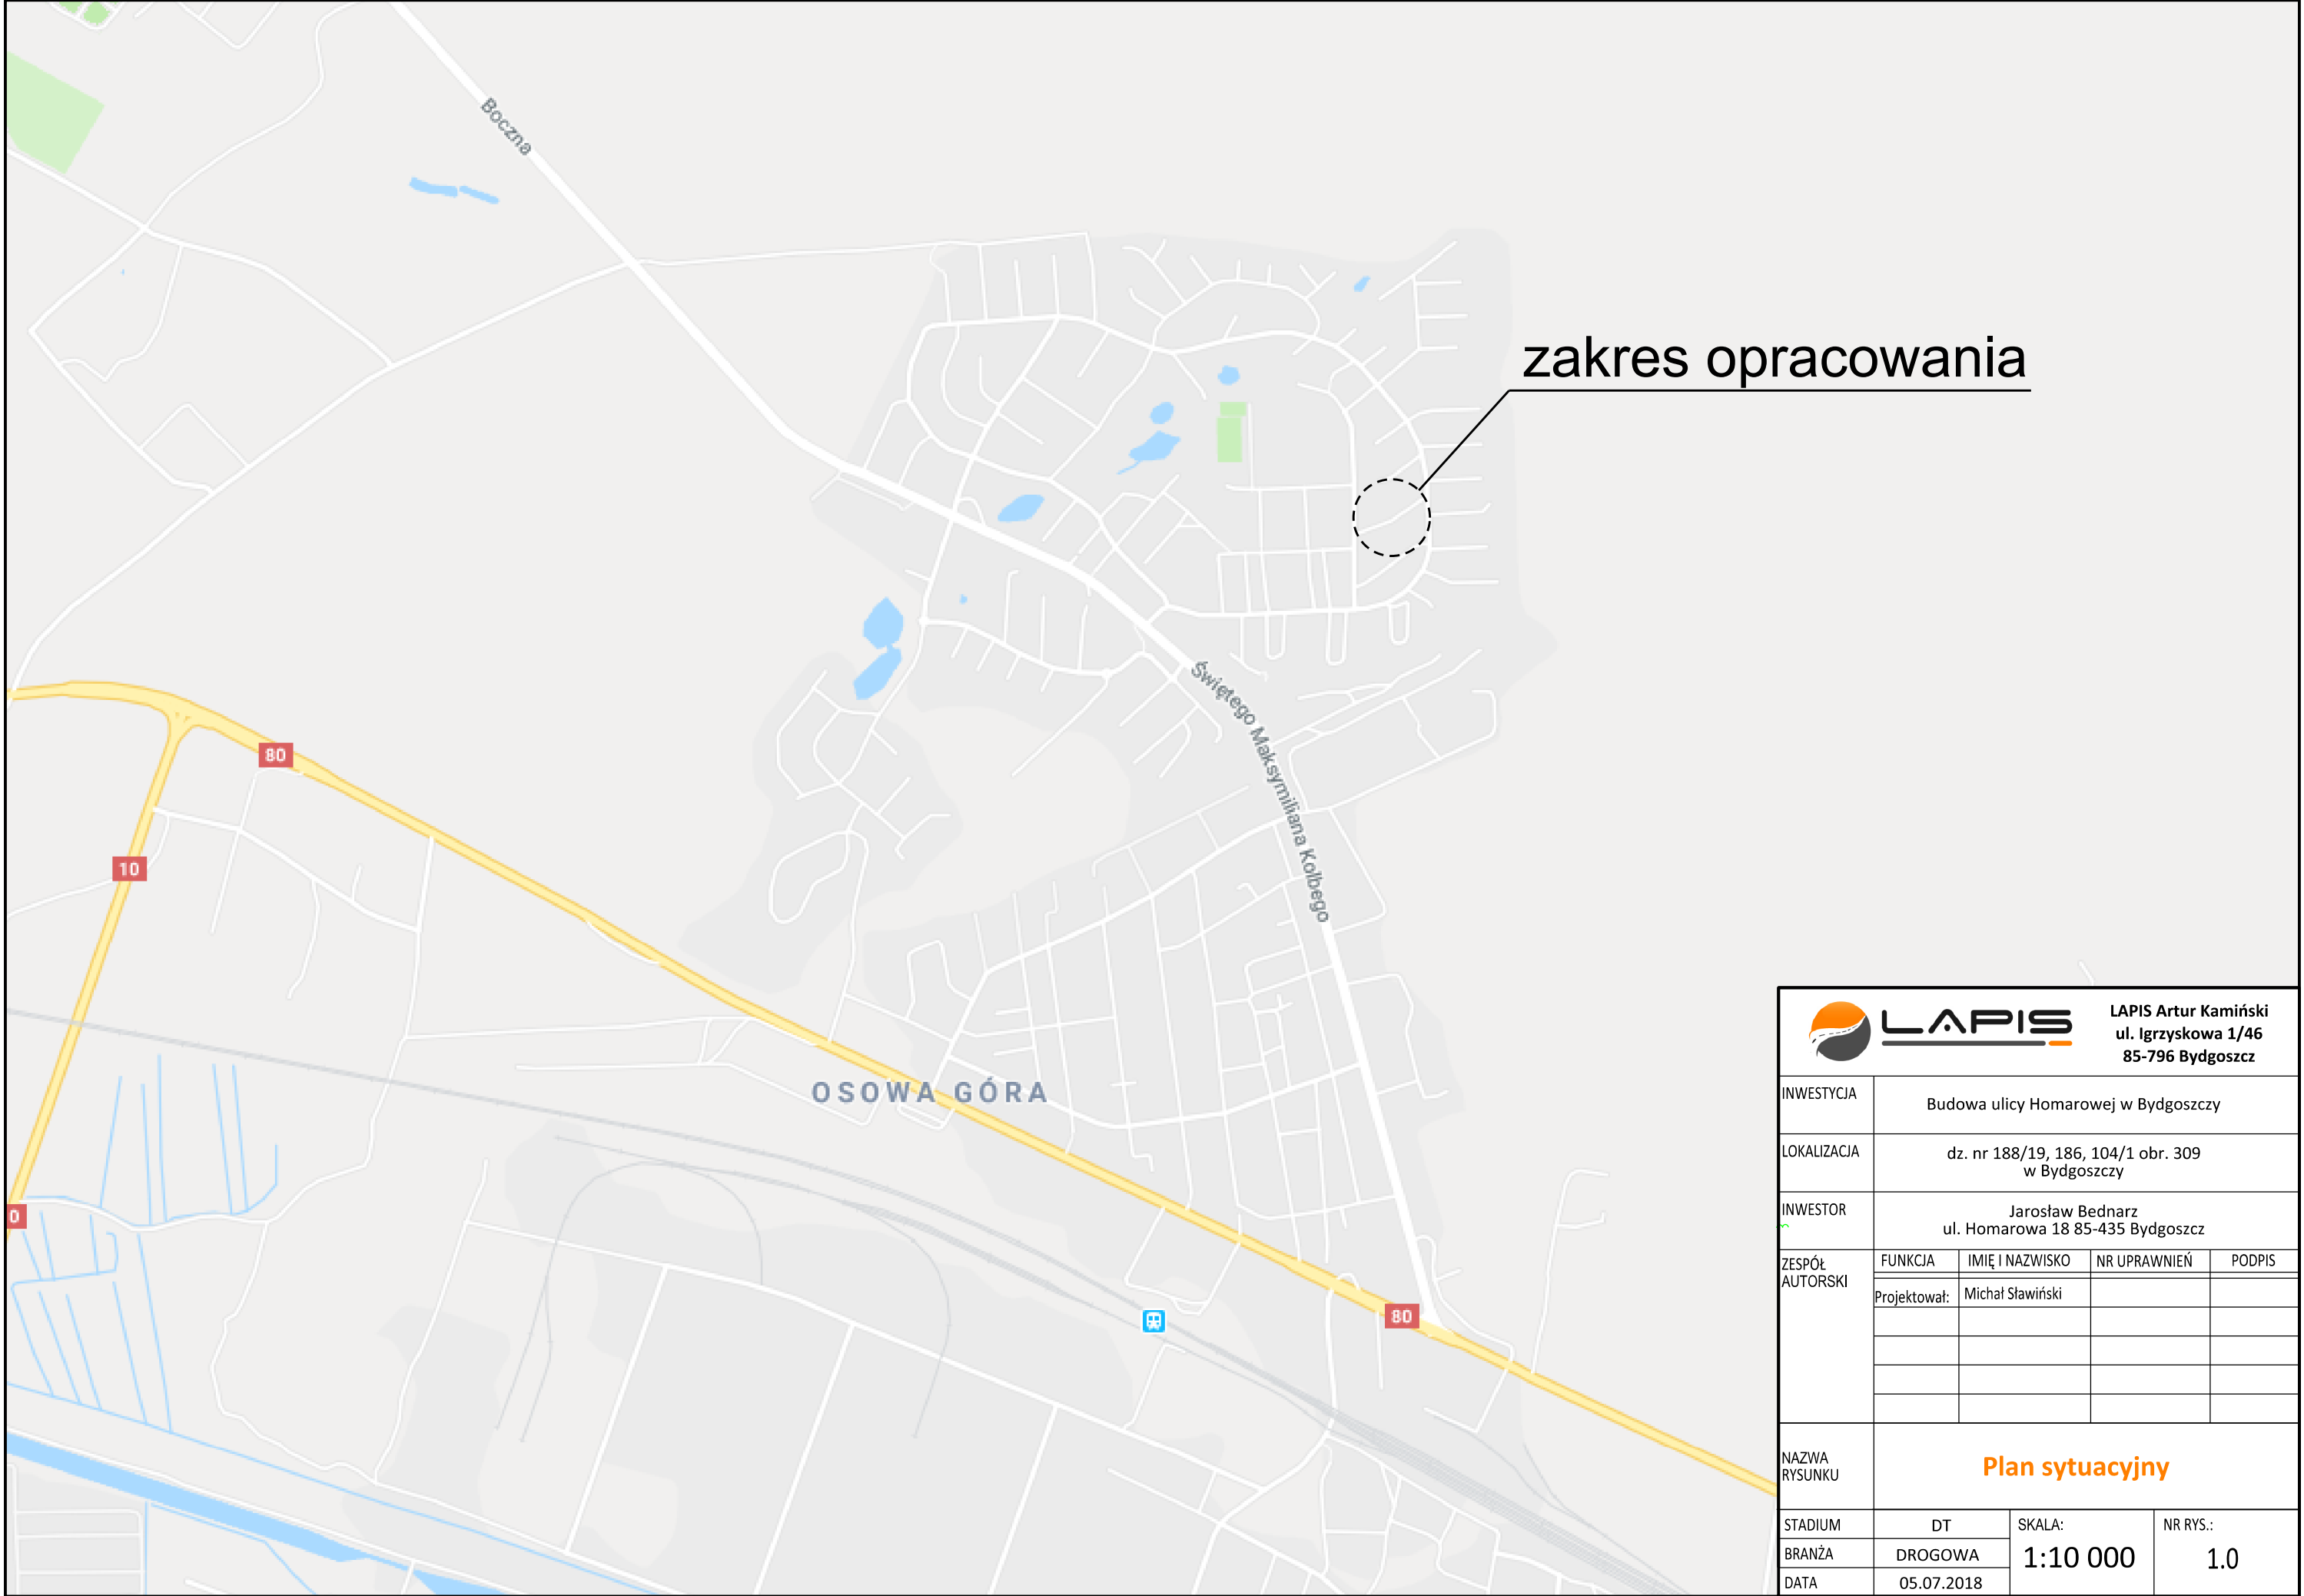 Boczna
zakres opracowania
Świętego Maksymiliana Kolbego
80
10
OSOWA GÓRA
0
80
LAPIS
LAPIS Artur Kamiński
ul. Igrzyskowa 1/46
85-796 Bydgoszcz
INWESTYCJA
Budowa ulicy Homarowej w Bydgoszczy
LOKALIZACJA
dz. nr 188/19, 186, 104/1 obr. 309
w Bydgoszczy
INWESTOR
Jarosław Bednarz
ul. Homarowa 18 85-435 Bydgoszcz
ZESPÓŁ
AUTORSKI
FUNKCJA IMIĘ I NAZWISKO NR UPRAWNIEŃ PODPIS
Projektował: Michał Sławiński
NAZWA
RYSUNKU
Plan sytuacyjny
STADIUM DT
BRANŻA DROGOWA
DATA 05.07.2018
SKALA:
1:10 000
NR RYS.:
1.0